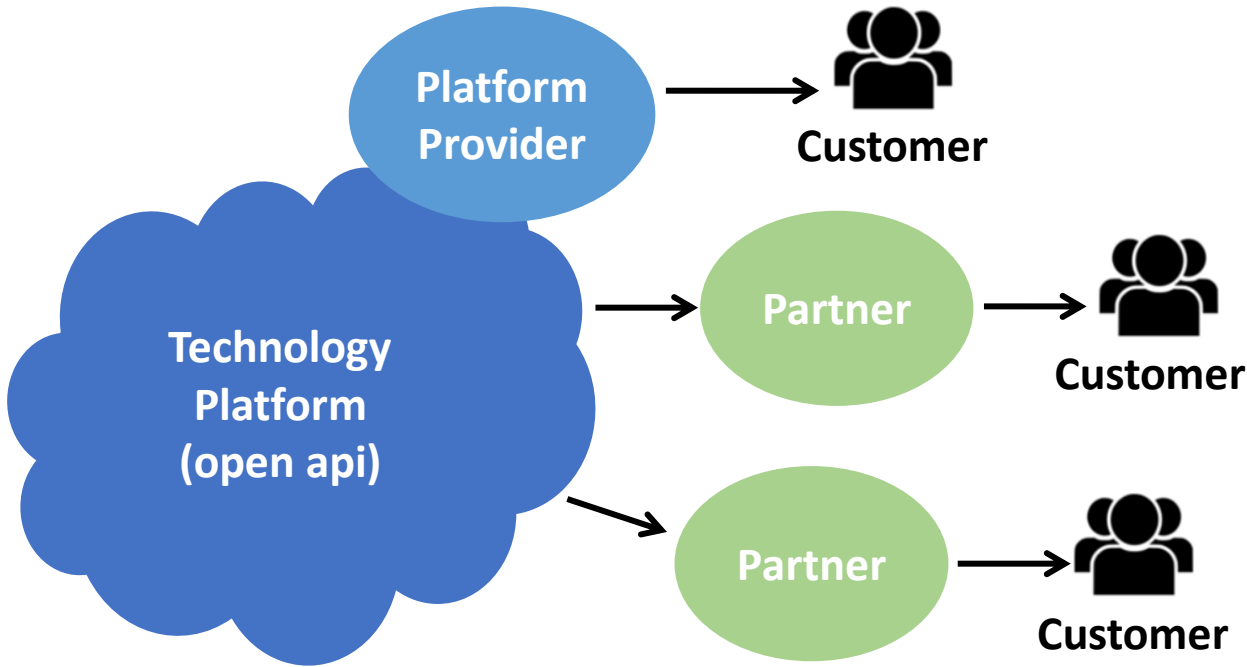 Platform
Provider
Customer
Technology
Platform
(open api)
Partner
Customer
Partner
Customer